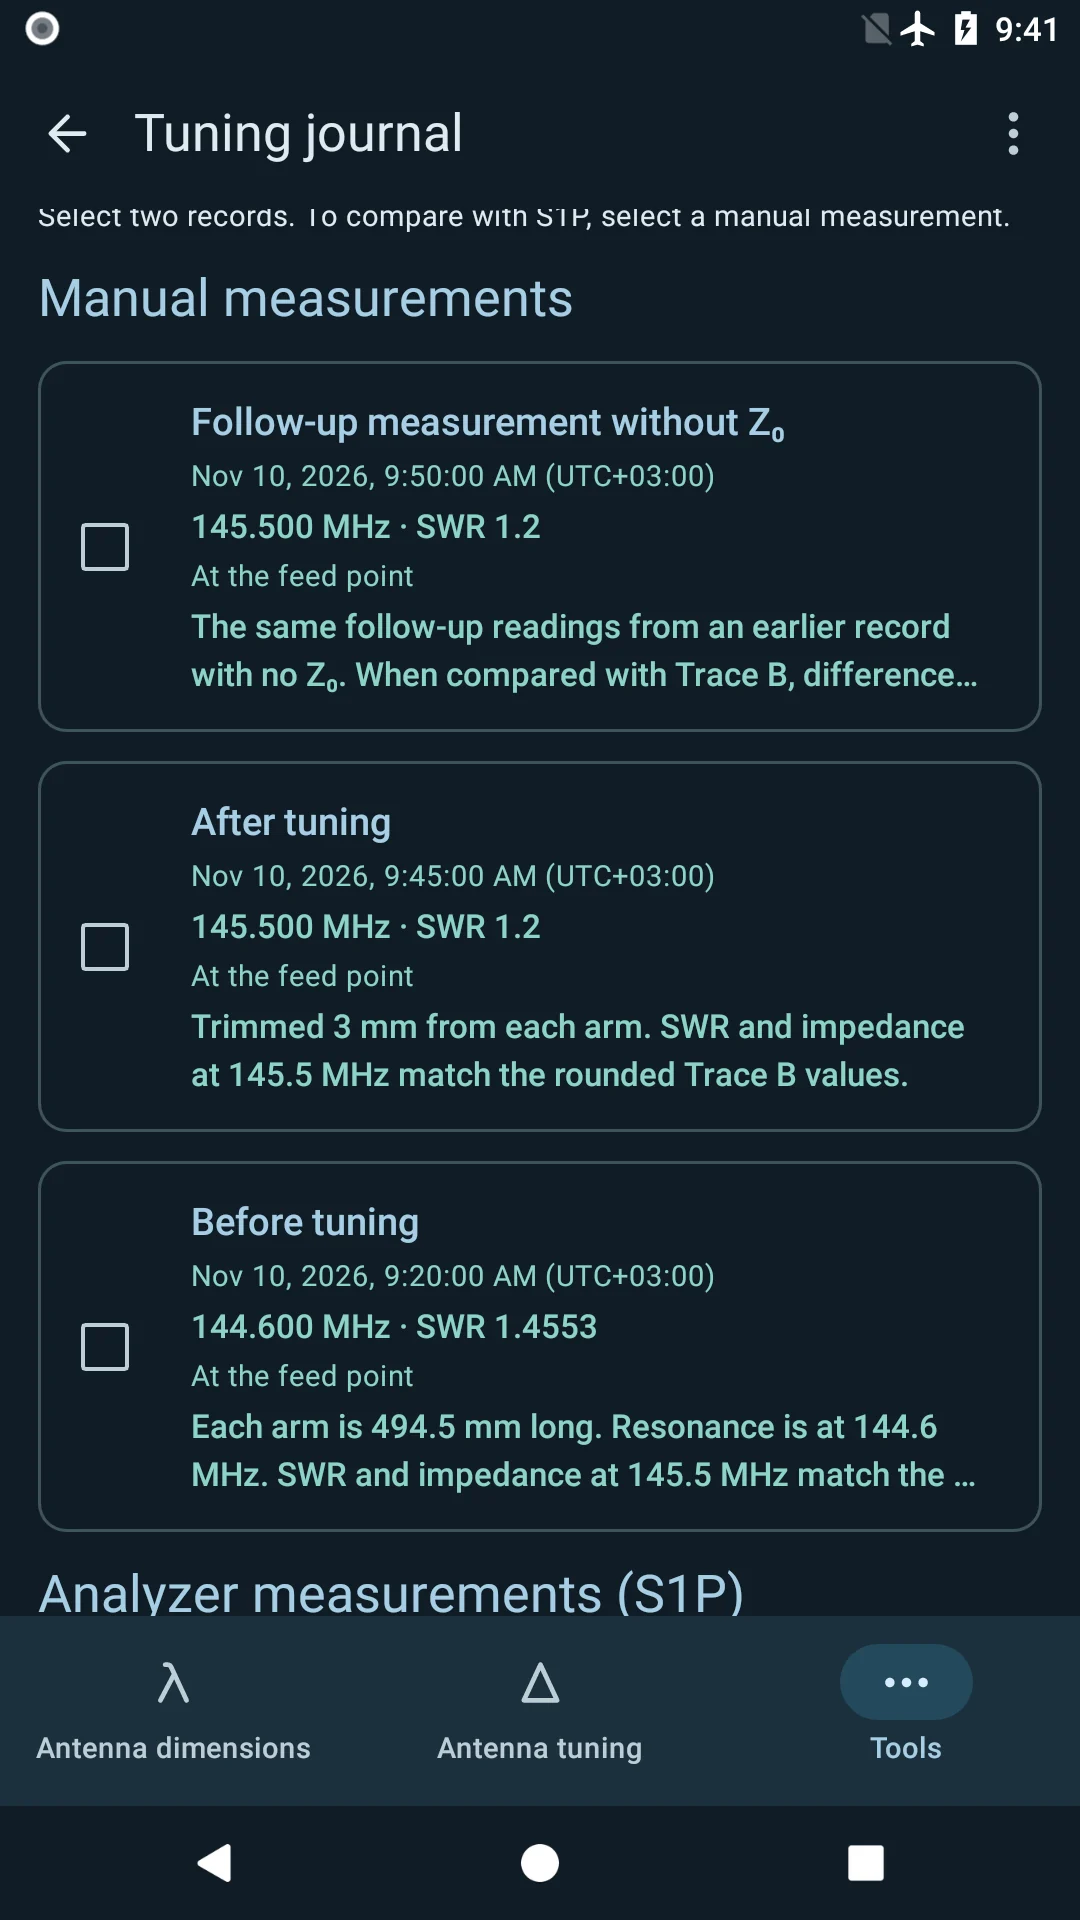 9:41
Tuning journal
Select two records. To compare with S1P, select a manual measurement.
Manual measurements
Follow-up measurement without Z₀
Nov 10, 2026, 9:50:00 AM (UTC+03:00)
145.500 MHz · SWR 1.2
At the feed point
The same follow-up readings from an earlier record
with no Z₀. When compared with Trace B, difference…
After tuning
Nov 10, 2026, 9:45:00 AM (UTC+03:00)
145.500 MHz · SWR 1.2
At the feed point
Trimmed 3 mm from each arm. SWR and impedance
at 145.5 MHz match the rounded Trace B values.
Before tuning
Nov 10, 2026, 9:20:00 AM (UTC+03:00)
144.600 MHz · SWR 1.4553
At the feed point
Each arm is 494.5 mm long. Resonance is at 144.6
MHz. SWR and impedance at 145.5 MHz match the …
Analyzer measurements (S1P)
λ
Δ
Antenna dimensions
Antenna tuning
Tools